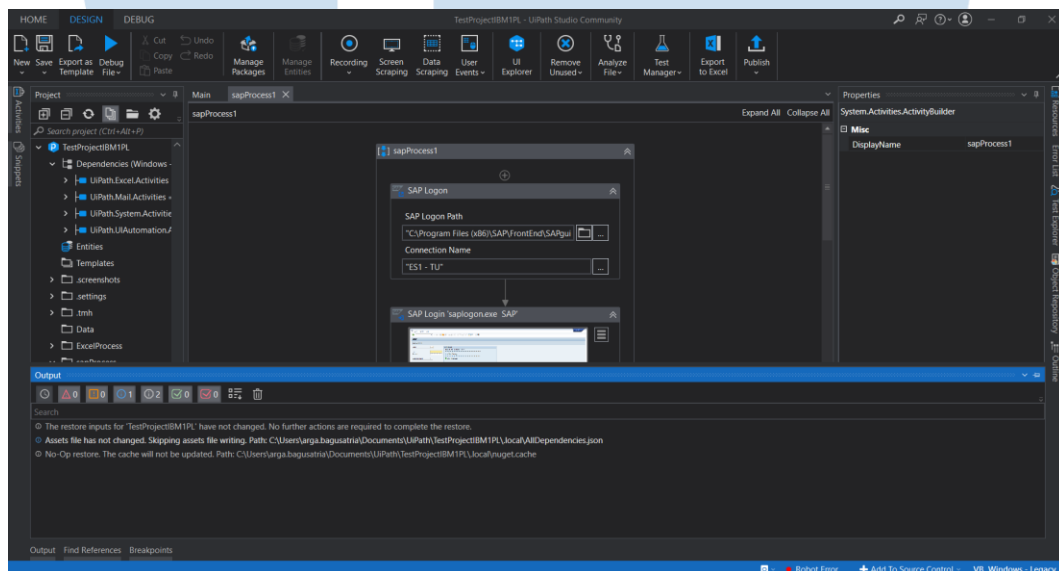 HOME DESIGN DEBUG TestProjectIBM1PL - UiPath Studio Community
New Save Export as Template Debug File Cut Copy Paste Undo Redo Manage Packages Manage Entities Recording Screen Scraping Data Scraping User Events UI Explorer Remove Unused Analyze File Test Manager Export to Excel Publish
Activities
Snippets
Project
Search project (Ctrl+Alt+P)
TestProjectIBM1PL
Dependencies (Windows -
UiPath.Excel.Activities
UiPath.Mail.Activities =
UiPath.System.Activitie
UiPath.UIAutomation.A
Entities
Templates
.screenshots
.settings
.tmh
Data
ExcelProcess
Main sapProcess1
sapProcess1 Expand All Collapse All
sapProcess1
SAP Logon
SAP Logon Path
"C:\Program Files (x86)\SAP\FrontEnd\SAPgui ...
Connection Name
"ES1 - TU" ...
SAP Login 'saplogon.exe SAP'
Properties
System.Activities.ActivityBuilder
Misc
DisplayName sapProcess1
Resources
Error List
Test Explorer
Object Repository
Outline
Output
0 0 1 2 0 0
Search
The restore inputs for 'TestProjectIBM1PL' have not changed. No further actions are required to complete the restore.
Assets file has not changed. Skipping assets file writing. Path: C:\Users\arga.bagusatria\Documents\UiPath\TestProjectIBM1PL\.local\AllDependencies.json
No-Op restore. The cache will not be updated. Path: C:\Users\arga.bagusatria\Documents\UiPath\TestProjectIBM1PL\.local\nuget.cache
Output Find References Breakpoints
Robot Error Add To Source Control VB, Windows - Legacy